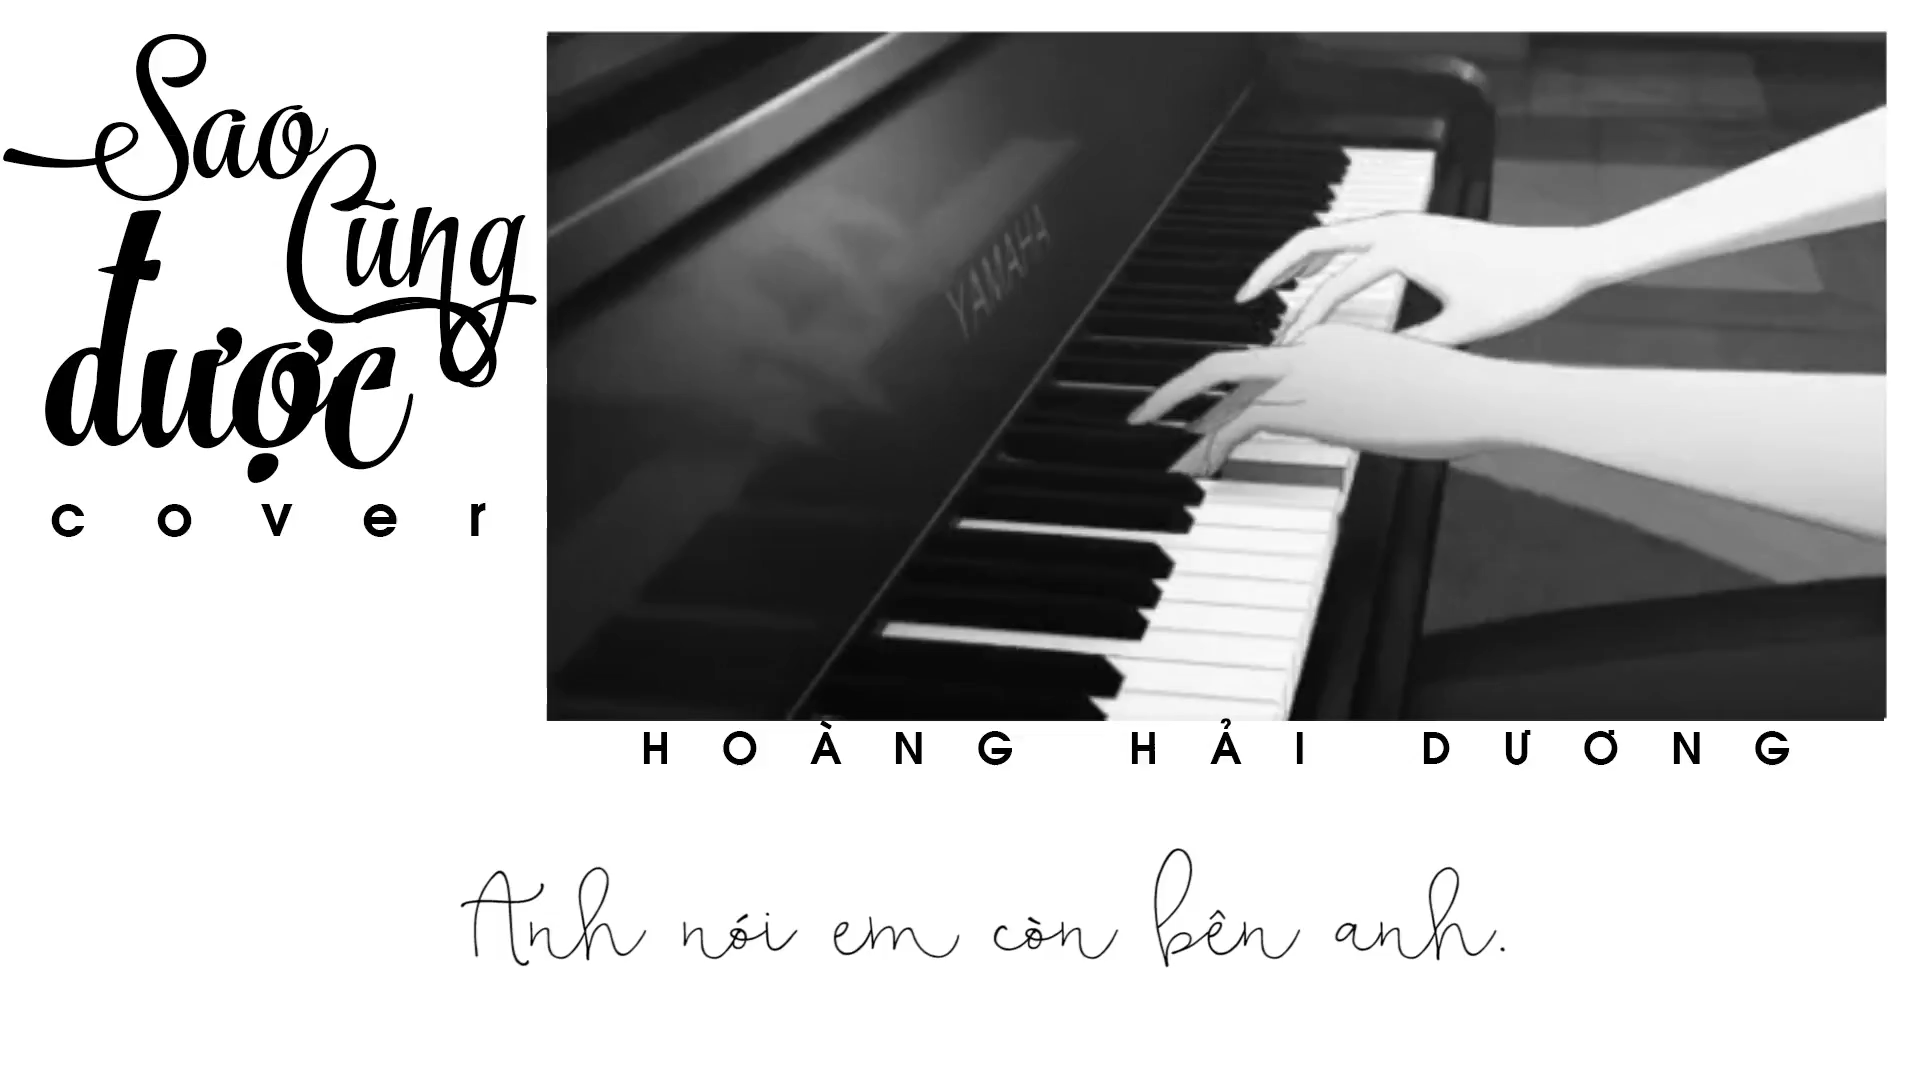 Sao
Cũng
được
cover
YAMAHA
HOÀNG HẢI DƯƠNG
Anh nói em còn bên anh.